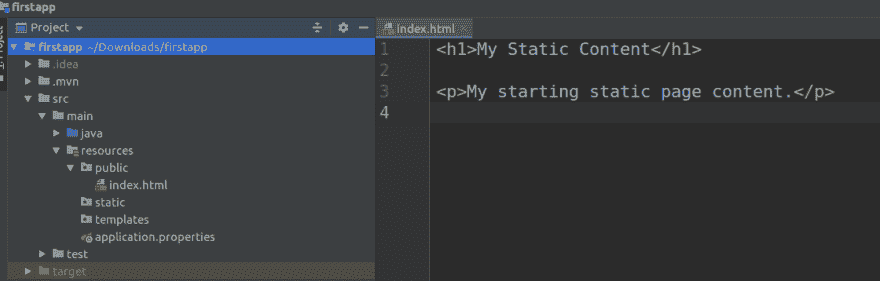 firstapp
Project
index.html
firstapp ~/Downloads/firstapp
.idea
.mvn
src
main
java
resources
public
index.html
static
templates
application.properties
test
target
1 <h1>My Static Content</h1>
2
3 <p>My starting static page content.</p>
4